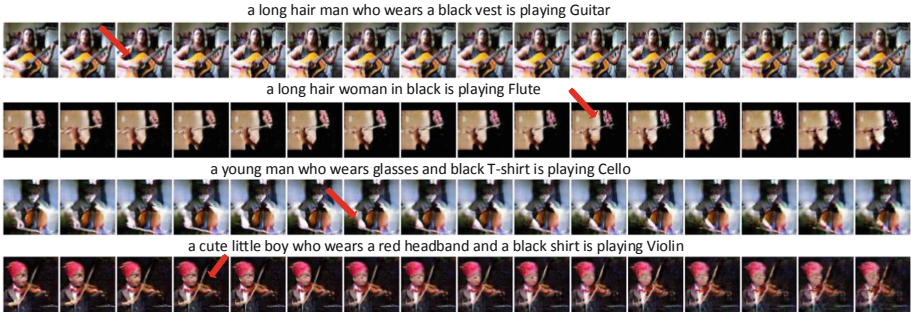 a long hair man who wears a black vest is playing Guitar
a long hair woman in black is playing Flute
a young man who wears glasses and black T-shirt is playing Cello
a cute little boy who wears a red headband and a black shirt is playing Violin